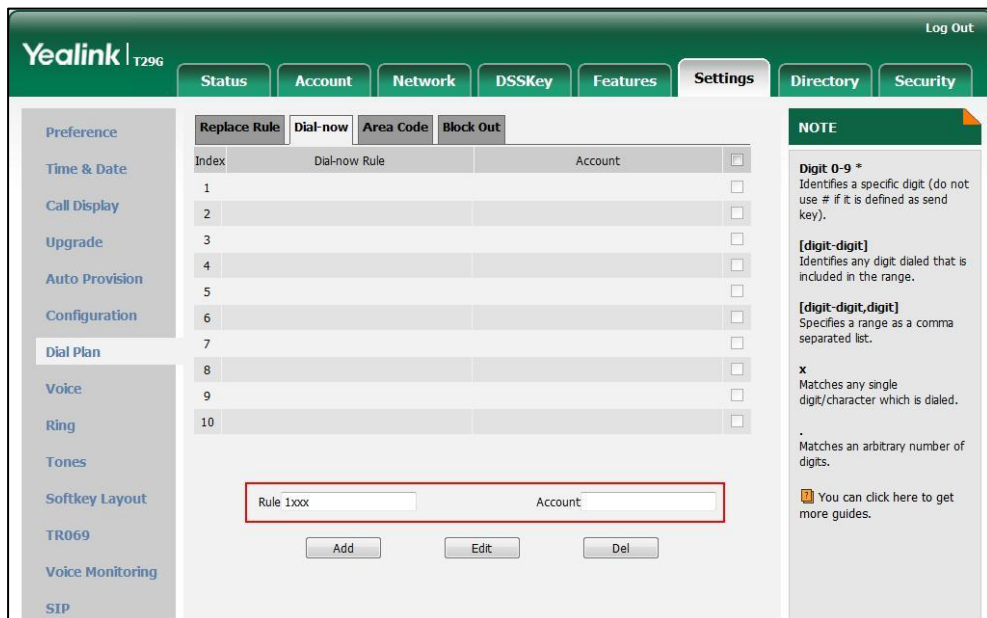 Log Out
Yealink T29G
Status Account Network DSSKey Features Settings Directory Security
Preference
Time & Date
Call Display
Upgrade
Auto Provision
Configuration
Dial Plan
Voice
Ring
Tones
Softkey Layout
TR069
Voice Monitoring
SIP
Replace Rule Dial-now Area Code Block Out
Index Dial-now Rule Account
1
2
3
4
5
6
7
8
9
10
Rule 1xxx Account
Add Edit Del
NOTE
Digit 0-9 *
Identifies a specific digit (do not
use # if it is defined as send
key).
[digit-digit]
Identifies any digit dialed that is
included in the range.
[digit-digit,digit]
Specifies a range as a comma
separated list.
x
Matches any single
digit/character which is dialed.
.
Matches an arbitrary number of
digits.
You can click here to get
more guides.